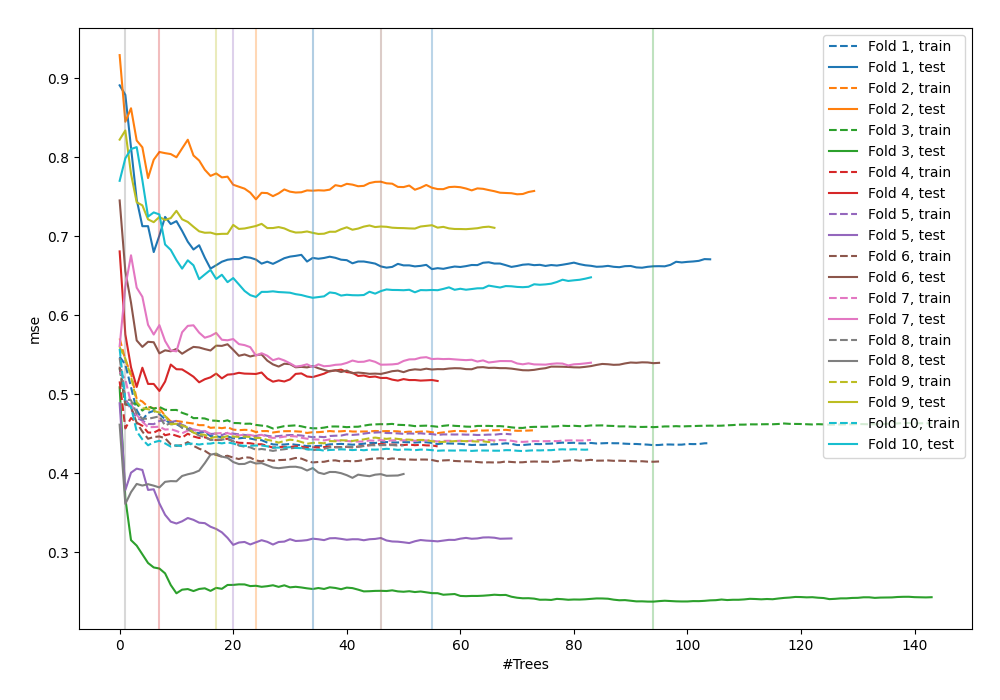 0.9
0.8
0.7
0.6
0.5
0.4
0.3
mse
0
20
40
60
80
100
120
140
#Trees
Fold 1, train
Fold 1, test
Fold 2, train
Fold 2, test
Fold 3, train
Fold 3, test
Fold 4, train
Fold 4, test
Fold 5, train
Fold 5, test
Fold 6, train
Fold 6, test
Fold 7, train
Fold 7, test
Fold 8, train
Fold 8, test
Fold 9, train
Fold 9, test
Fold 10, train
Fold 10, test